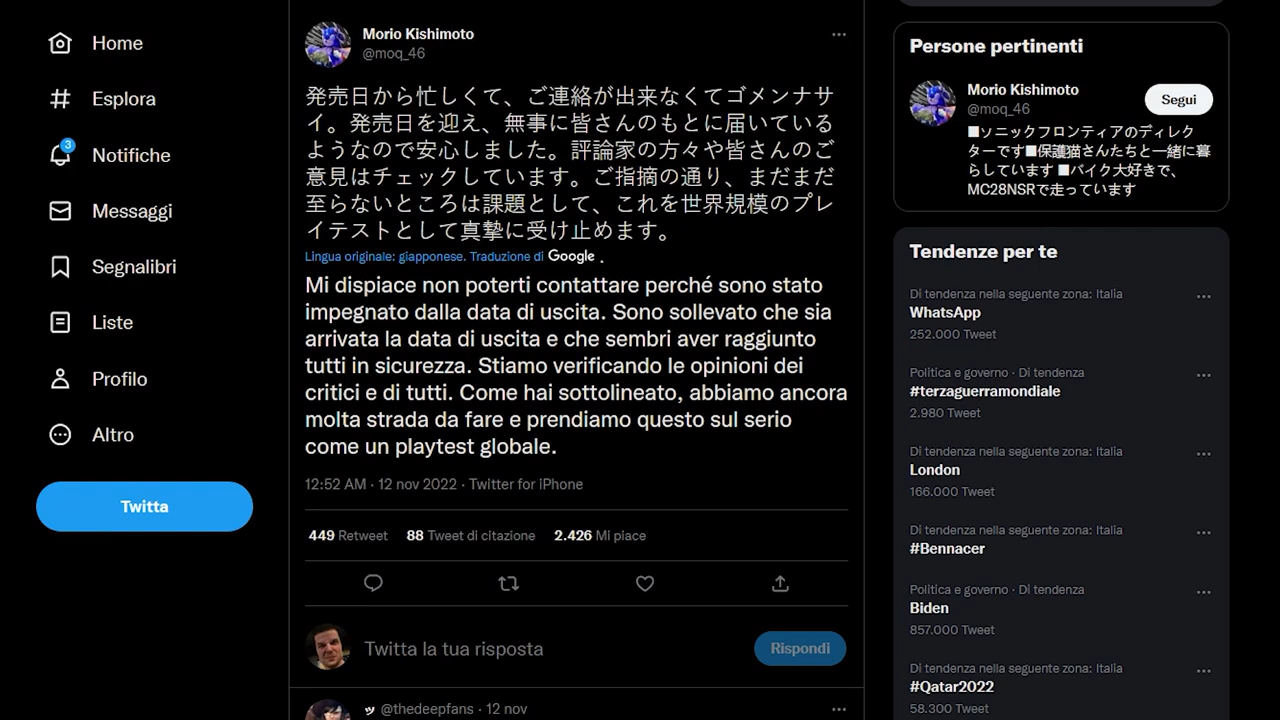 Home
Esplora
3
Notifiche
Messaggi
Segnalibri
Liste
Profilo
Altro
Twitta
Morio Kishimoto
@moq_46
発売日から忙しくて、ご連絡が出来なくてゴメンナサ
イ。発売日を迎え、無事に皆さんのもとに届いている
ようなので安心しました。評論家の方々や皆さんのご
意見はチェックしています。ご指摘の通り、まだまだ
至らないところは課題として、これを世界規模のプレ
イテストとして真摯に受け止めます。
Lingua originale: giapponese. Traduzione di Google .
Mi dispiace non poterti contattare perché sono stato
impegnato dalla data di uscita. Sono sollevato che sia
arrivata la data di uscita e che sembri aver raggiunto
tutti in sicurezza. Stiamo verificando le opinioni dei
critici e di tutti. Come hai sottolineato, abbiamo ancora
molta strada da fare e prendiamo questo sul serio
come un playtest globale.
12:52 AM · 12 nov 2022 · Twitter for iPhone
449 Retweet 88 Tweet di citazione 2.426 Mi piace
Twitta la tua risposta
Rispondi
ッ @thedeepfans · 12 nov
Persone pertinenti
Morio Kishimoto
@moq_46
Segui
■ソニックフロンティアのディレク
ターです■保護猫さんたちと一緒に暮
らしています ■バイク大好きで、
MC28NSRで走っています
Tendenze per te
Di tendenza nella seguente zona: Italia
WhatsApp
252.000 Tweet
Politica e governo · Di tendenza
#terzaguerramondiale
2.980 Tweet
Di tendenza nella seguente zona: Italia
London
166.000 Tweet
Di tendenza nella seguente zona: Italia
#Bennacer
Politica e governo · Di tendenza
Biden
857.000 Tweet
Di tendenza nella seguente zona: Italia
#Qatar2022
58.300 Tweet